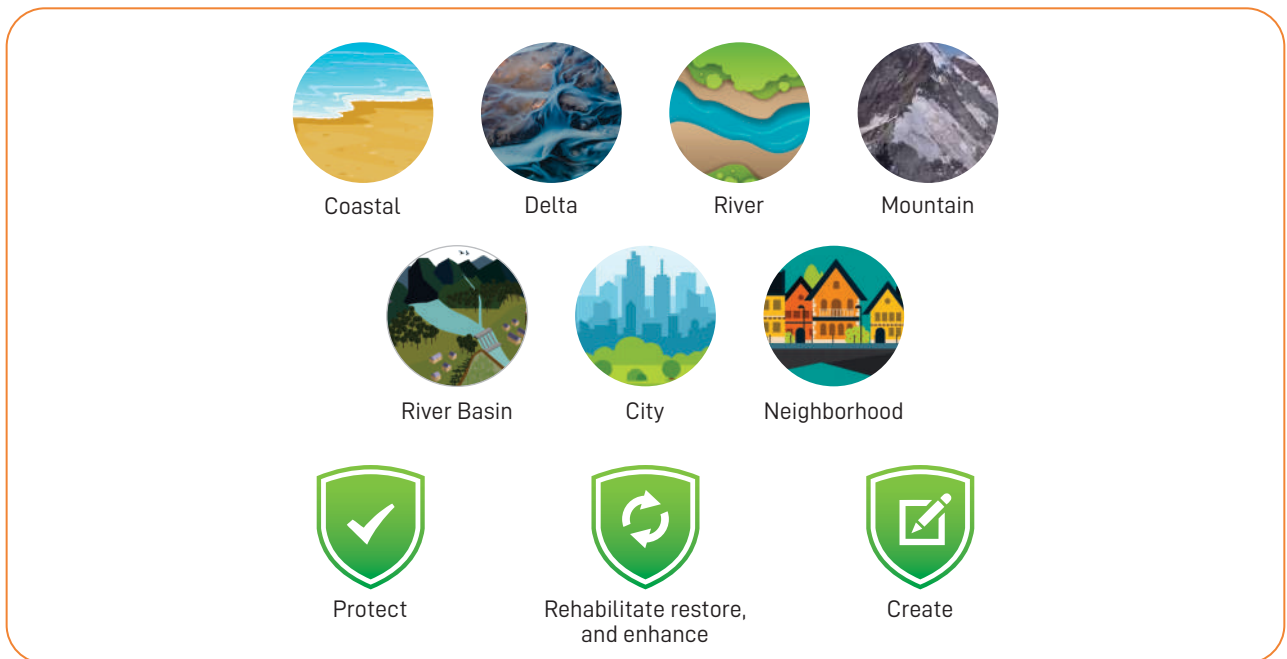 Coastal
Delta
River
Mountain
River Basin
City
Neighborhood
Protect
Rehabilitate restore,
and enhance
Create